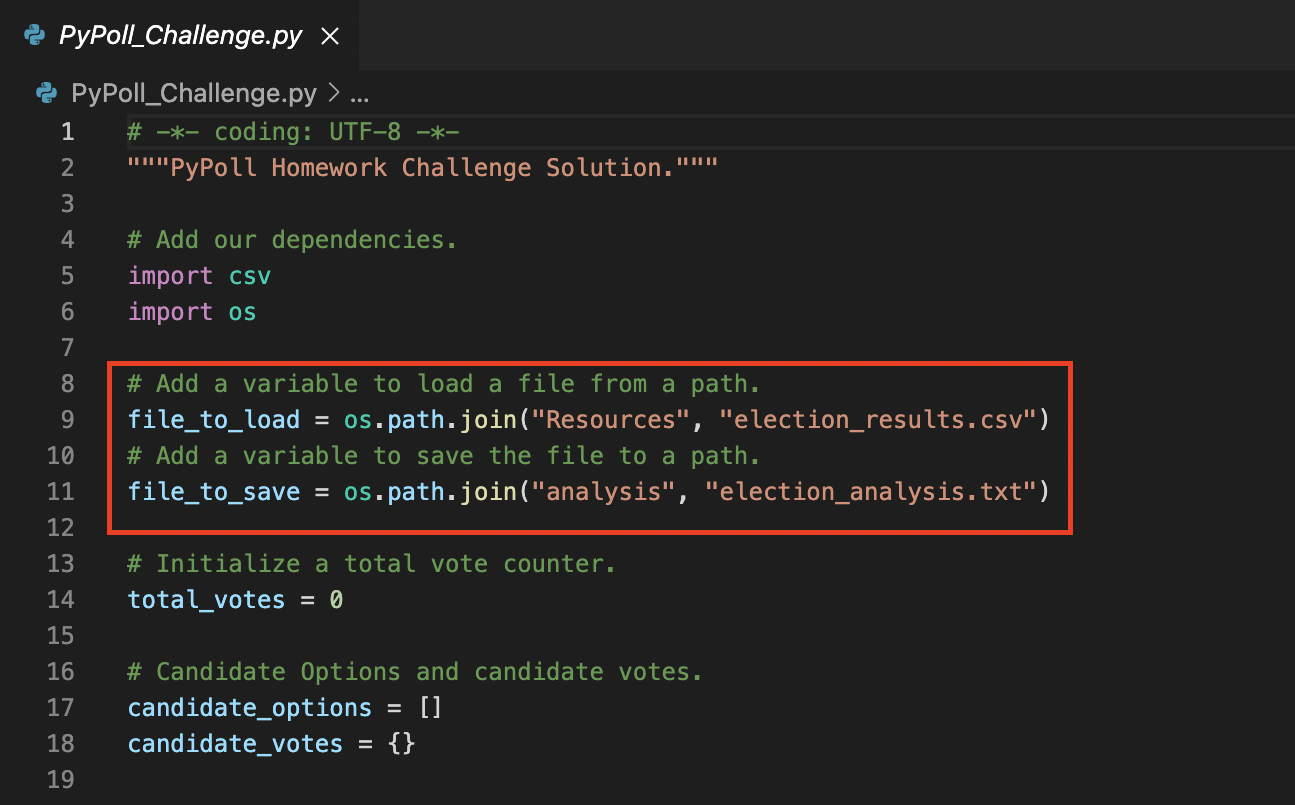 PyPoll_Challenge.py ×
PyPoll_Challenge.py > ...
1 # -*- coding: UTF-8 -*-
2 """PyPoll Homework Challenge Solution."""
3
4 # Add our dependencies.
5 import csv
6 import os
7
8 # Add a variable to load a file from a path.
9 file_to_load = os.path.join("Resources", "election_results.csv")
10 # Add a variable to save the file to a path.
11 file_to_save = os.path.join("analysis", "election_analysis.txt")
12
13 # Initialize a total vote counter.
14 total_votes = 0
15
16 # Candidate Options and candidate votes.
17 candidate_options = []
18 candidate_votes = {}
19